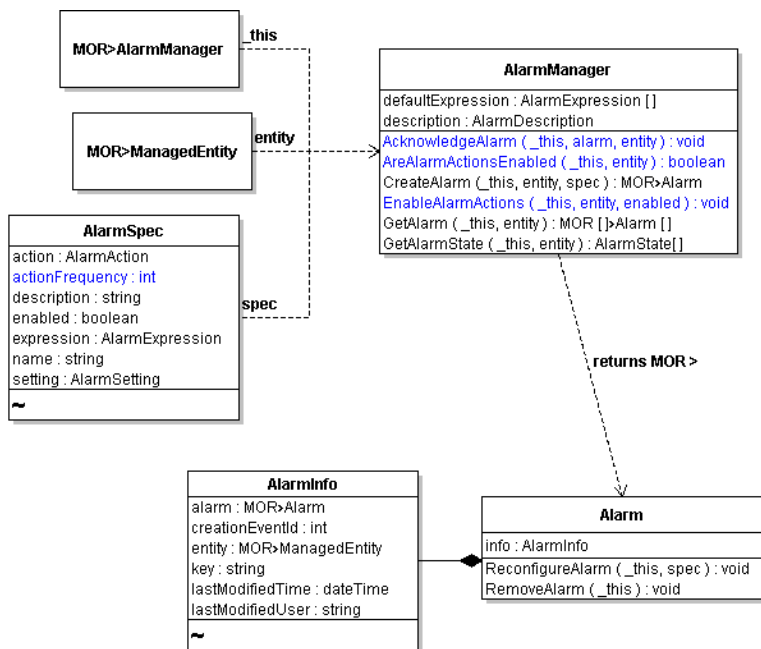 MOR>AlarmManager
_this
MOR>ManagedEntity
entity
AlarmManager
defaultExpression : AlarmExpression [ ]
description : AlarmDescription
AcknowledgeAlarm ( _this, alarm, entity ) : void
AreAlarmActionsEnabled ( _this, entity ) : boolean
CreateAlarm ( _this, entity, spec ) : MOR>Alarm
EnableAlarmActions ( _this, entity, enabled ) : void
GetAlarm ( _this, entity ) : MOR [ ]>Alarm [ ]
GetAlarmState ( _this, entity ) : AlarmState[ ]
AlarmSpec
action : AlarmAction
actionFrequency : int
description : string
enabled : boolean
expression : AlarmExpression
name : string
setting : AlarmSetting
~
spec
returns MOR >
AlarmInfo
alarm : MOR>Alarm
creationEventId : int
entity : MOR>ManagedEntity
key : string
lastModifiedTime : dateTime
lastModifiedUser : string
~
Alarm
info : AlarmInfo
ReconfigureAlarm ( _this, spec ) : void
RemoveAlarm ( _this ) : void